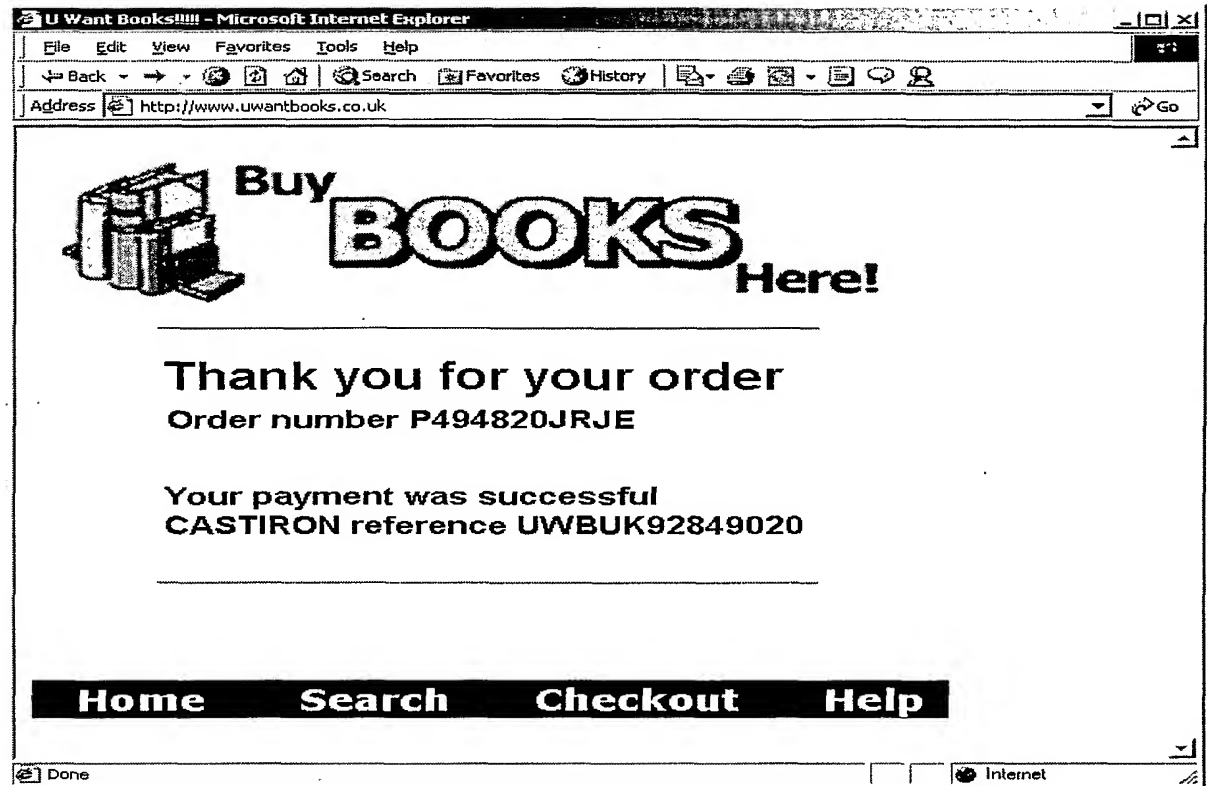 U Want Books!!!!! - Microsoft Internet Explorer
File Edit View Favorites Tools Help
Back Search Favorites History
Address http://www.uwantbooks.co.uk Go
Buy
BOOKS
Here!
Thank you for your order
Order number P494820JRJE
Your payment was successful
CASTIRON reference UWBUK92849020
Home Search Checkout Help
Done Internet